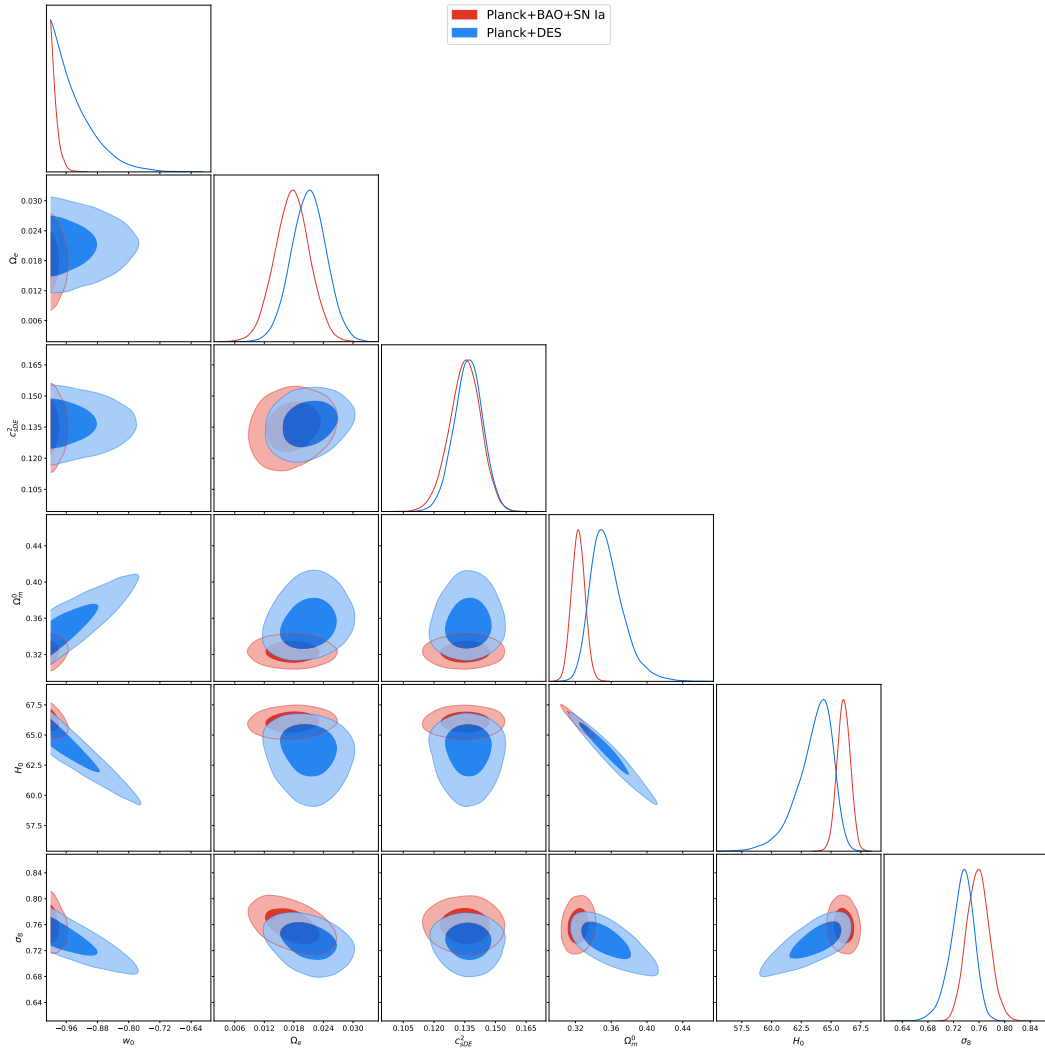 Planck+BAO+SN Ia
Planck+DES
0.030
0.024
0.018
0.012
0.006
Ω_e
0.165
0.150
0.135
0.120
0.105
c²_sDE
0.44
0.40
0.36
0.32
Ω⁰_m
67.5
65.0
62.5
60.0
57.5
H₀
0.84
0.80
0.76
0.72
0.68
0.64
σ₈
−0.96 −0.88 −0.80 −0.72 −0.64
w₀
0.006 0.012 0.018 0.024 0.030
Ω_e
0.105 0.120 0.135 0.150 0.165
c²_sDE
0.32 0.36 0.40 0.44
Ω⁰_m
57.5 60.0 62.5 65.0 67.5
H₀
0.64 0.68 0.72 0.76 0.80 0.84
σ₈